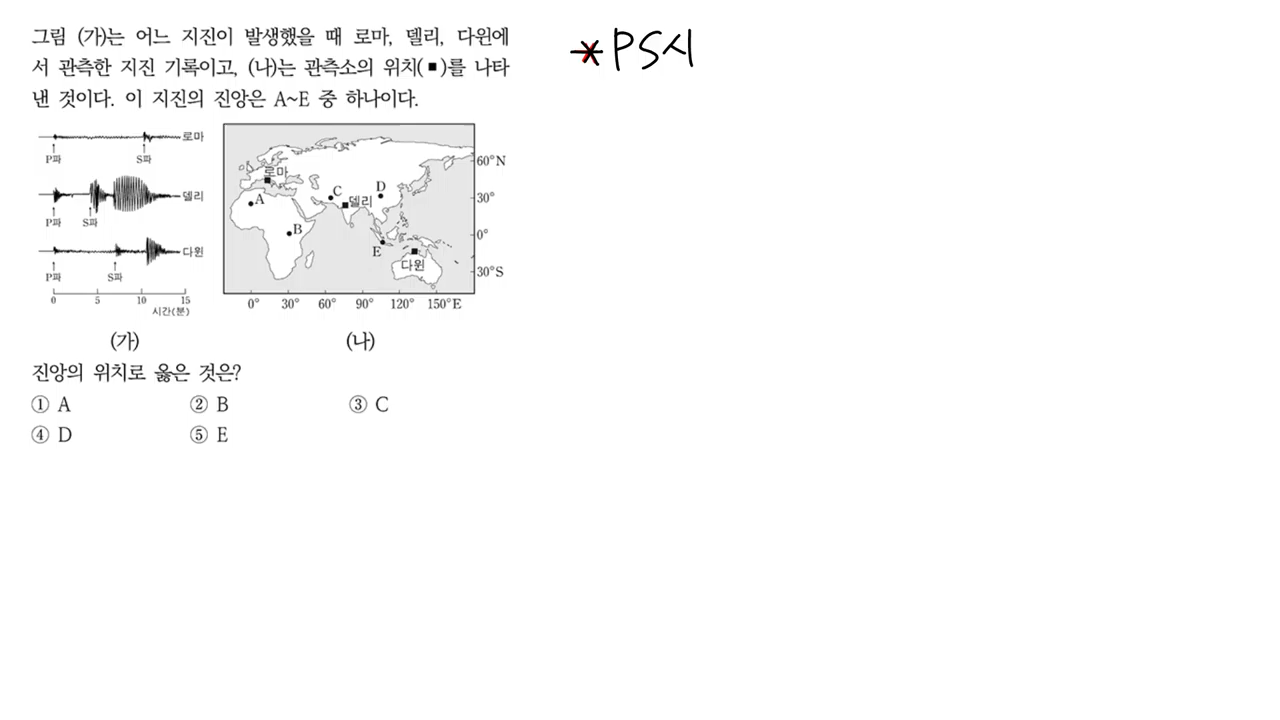 그림 (가)는 어느 지진이 발생했을 때 로마, 델리, 다윈에
서 관측한 지진 기록이고, (나)는 관측소의 위치(■)를 나타
낸 것이다. 이 지진의 진앙은 A~E 중 하나이다.
* PS시
로마
P파 S파
델리
P파 S파
다윈
P파 S파
0 5 10 15
시간(분)
(가)
로마
A
B
C
델리
D
E
다윈
60°N
30°
0°
30°S
0° 30° 60° 90° 120° 150°E
(나)
진앙의 위치로 옳은 것은?
① A ② B ③ C
④ D ⑤ E